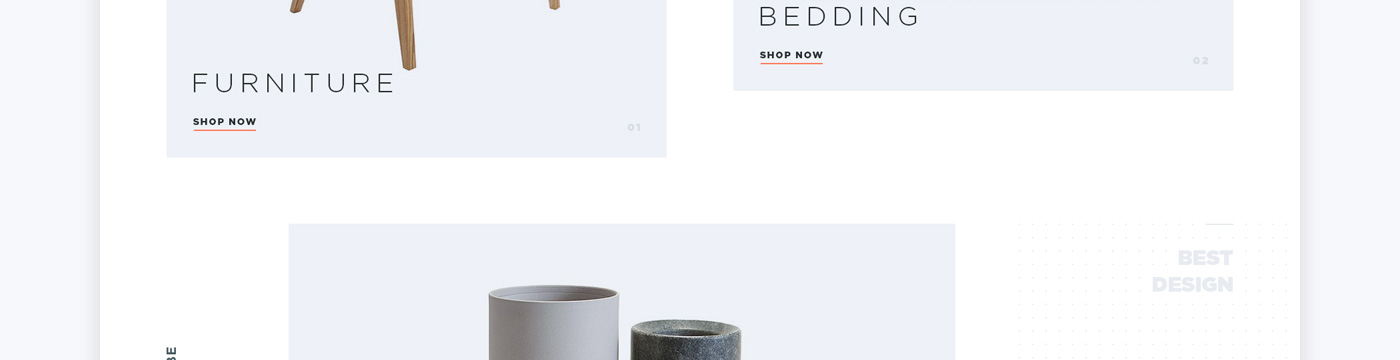 BEDDING
SHOP NOW
02
FURNITURE
SHOP NOW
01
BEST
DESIGN